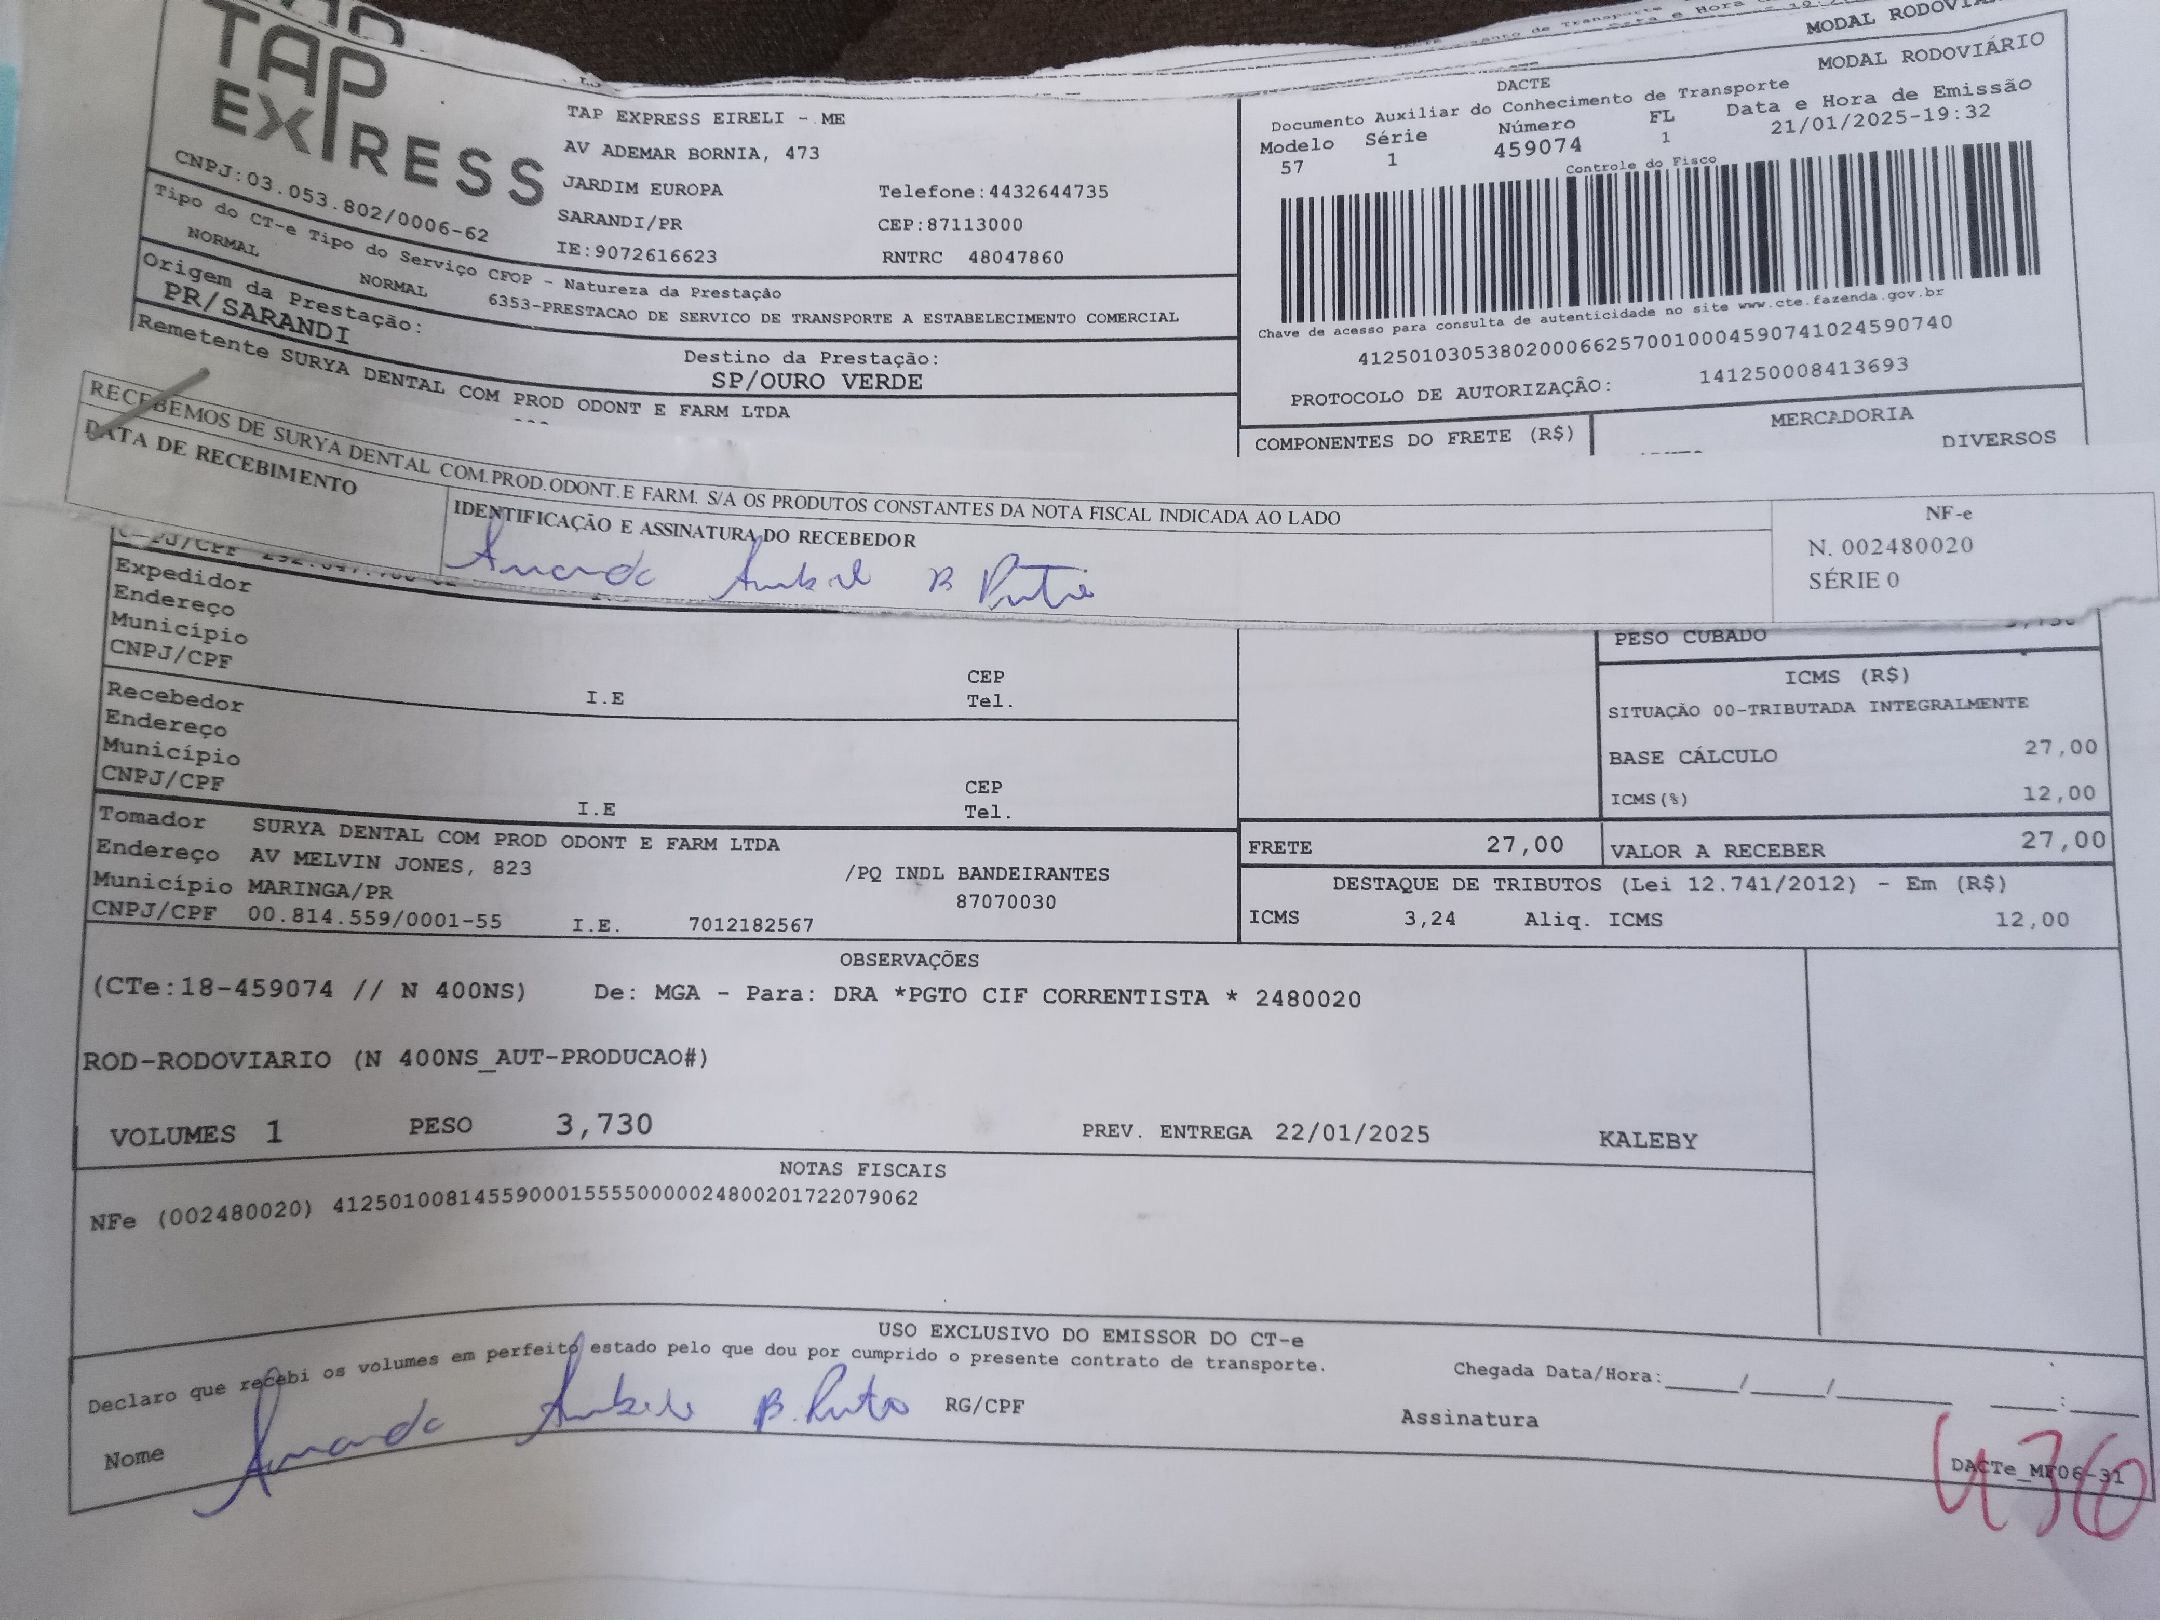 TAP
EXPRESS
CNPJ:03.053.802/0006-62
TAP EXPRESS EIRELI - ME
AV ADEMAR BORNIA, 473
JARDIM EUROPA Telefone:4432644735
SARANDI/PR CEP:87113000
IE:9072616623 RNTRC 48047860
MODAL RODOVIÁRIO
DACTE
Documento Auxiliar do Conhecimento de Transporte
Modelo Série Número FL Data e Hora de Emissão
57 1 459074 1 21/01/2025-19:32
Controle do Fisco
Chave de acesso para consulta de autenticidade no site www.cte.fazenda.gov.br
41250103053802000662570010004590741024590740
PROTOCOLO DE AUTORIZAÇÃO: 141250008413693
Tipo do CT-e Tipo do Serviço CFOP - Natureza da Prestação
NORMAL NORMAL 6353-PRESTACAO DE SERVICO DE TRANSPORTE A ESTABELECIMENTO COMERCIAL
Origem da Prestação: Destino da Prestação:
PR/SARANDI SP/OURO VERDE
Remetente SURYA DENTAL COM PROD ODONT E FARM LTDA
COMPONENTES DO FRETE (R$) MERCADORIA
DIVERSOS
RECEBEMOS DE SURYA DENTAL COM.PROD.ODONT.E FARM. S/A OS PRODUTOS CONSTANTES DA NOTA FISCAL INDICADA AO LADO
DATA DE RECEBIMENTO IDENTIFICAÇÃO E ASSINATURA DO RECEBEDOR
NF-e
N. 002480020
SÉRIE 0
Amanda
Expedidor
Endereço
Município CEP
CNPJ/CPF I.E Tel.
Recebedor
Endereço
Município CEP
CNPJ/CPF I.E Tel.
PESO CUBADO
ICMS (R$)
SITUAÇÃO 00-TRIBUTADA INTEGRALMENTE
BASE CÁLCULO 27,00
ICMS(%) 12,00
Tomador SURYA DENTAL COM PROD ODONT E FARM LTDA
Endereço AV MELVIN JONES, 823 /PQ INDL BANDEIRANTES
Município MARINGA/PR 87070030
CNPJ/CPF 00.814.559/0001-55 I.E. 7012182567
FRETE 27,00 VALOR A RECEBER 27,00
DESTAQUE DE TRIBUTOS (Lei 12.741/2012) - Em (R$)
ICMS 3,24 Aliq. ICMS 12,00
OBSERVAÇÕES
(CTe:18-459074 // N 400NS) De: MGA - Para: DRA *PGTO CIF CORRENTISTA * 2480020
ROD-RODOVIARIO (N 400NS_AUT-PRODUCAO#)
VOLUMES 1 PESO 3,730 PREV. ENTREGA 22/01/2025 KALEBY
NOTAS FISCAIS
NFe (002480020) 41250100814559000155550000024800201722079062
USO EXCLUSIVO DO EMISSOR DO CT-e
Declaro que recebi os volumes em perfeito estado pelo que dou por cumprido o presente contrato de transporte.
Chegada Data/Hora:_____/_____/________ ____:_____
Nome Amanda RG/CPF Assinatura
DACTe_MF06-31